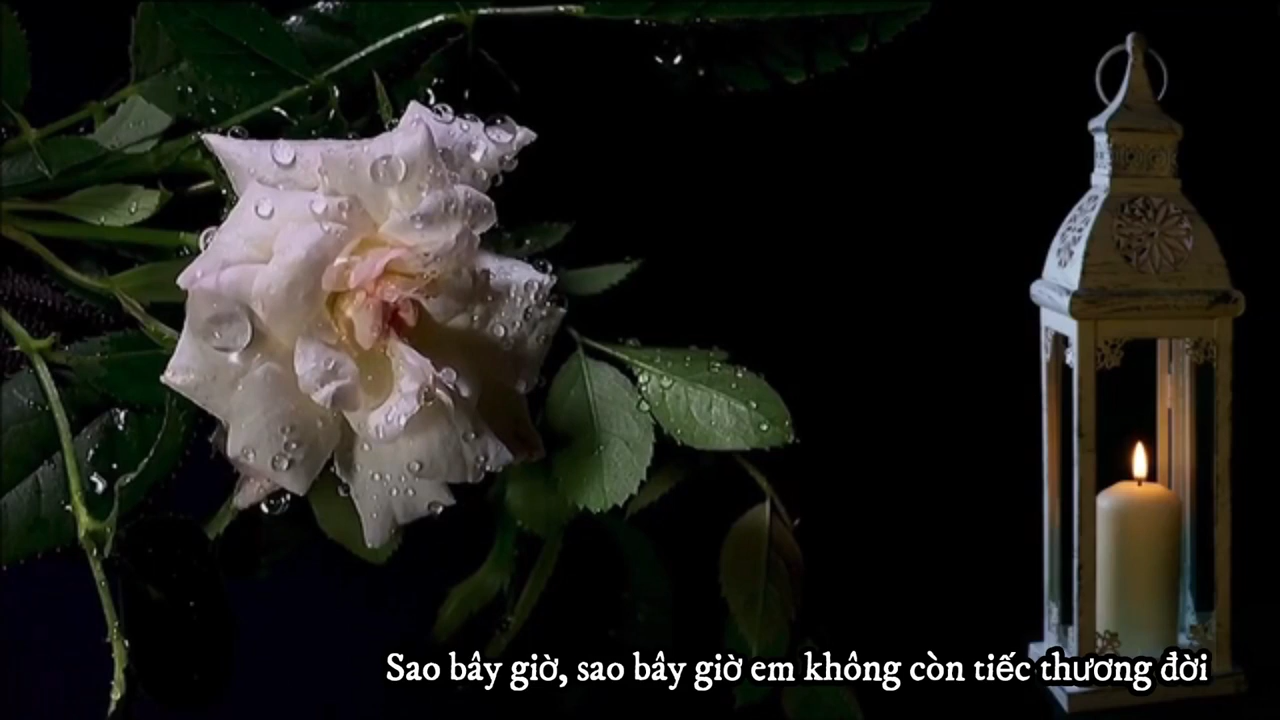 Sao bây giờ, sao bây giờ em không còn tiếc thương đời